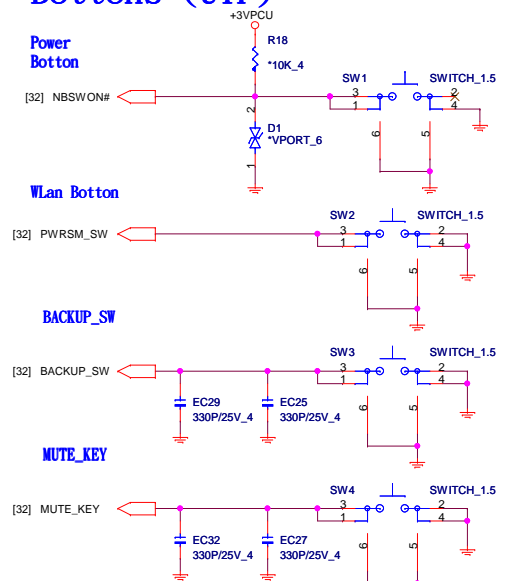 Bottons (OTP)
+3VPCU
Power
Botton
R18
*10K_4
[32] NBSWON#
SW1
SWITCH_1.5
3
2
1
4
2
D1
*VPORT_6
1
6
5
WLan Botton
SW2
SWITCH_1.5
[32] PWRSM_SW
3
2
1
4
6
5
BACKUP_SW
SW3
SWITCH_1.5
[32] BACKUP_SW
3
2
1
4
EC29
330P/25V_4
EC25
330P/25V_4
6
5
MUTE_KEY
SW4
SWITCH_1.5
[32] MUTE_KEY
3
2
1
4
EC32
330P/25V_4
EC27
330P/25V_4
6
5